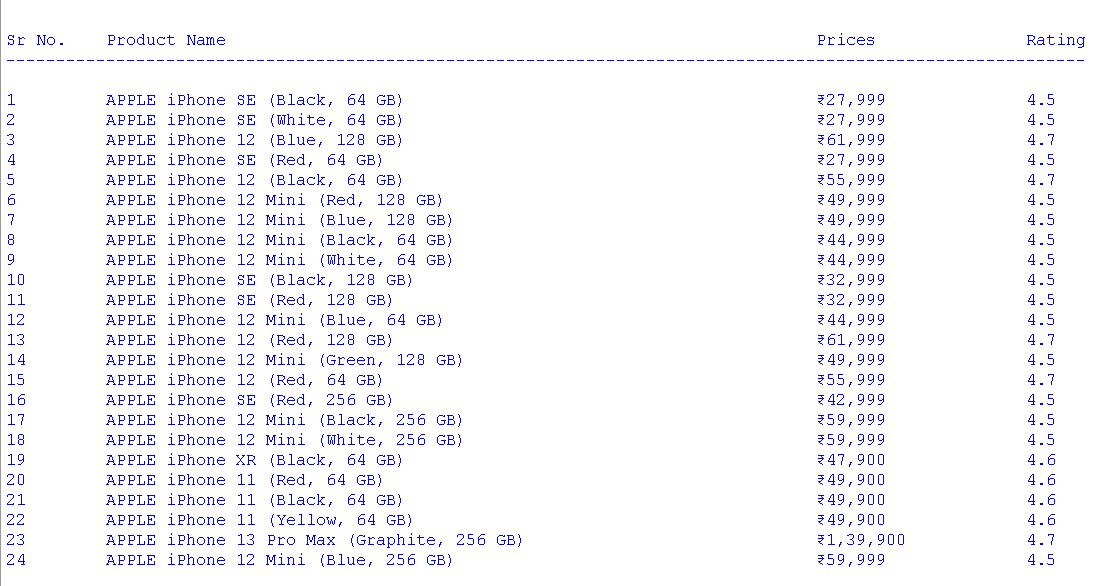 Sr No. Product Name Prices Rating
------------------------------------------------------------------------------------------------------------
1 APPLE iPhone SE (Black, 64 GB) ₹27,999 4.5
2 APPLE iPhone SE (White, 64 GB) ₹27,999 4.5
3 APPLE iPhone 12 (Blue, 128 GB) ₹61,999 4.7
4 APPLE iPhone SE (Red, 64 GB) ₹27,999 4.5
5 APPLE iPhone 12 (Black, 64 GB) ₹55,999 4.7
6 APPLE iPhone 12 Mini (Red, 128 GB) ₹49,999 4.5
7 APPLE iPhone 12 Mini (Blue, 128 GB) ₹49,999 4.5
8 APPLE iPhone 12 Mini (Black, 64 GB) ₹44,999 4.5
9 APPLE iPhone 12 Mini (White, 64 GB) ₹44,999 4.5
10 APPLE iPhone SE (Black, 128 GB) ₹32,999 4.5
11 APPLE iPhone SE (Red, 128 GB) ₹32,999 4.5
12 APPLE iPhone 12 Mini (Blue, 64 GB) ₹44,999 4.5
13 APPLE iPhone 12 (Red, 128 GB) ₹61,999 4.7
14 APPLE iPhone 12 Mini (Green, 128 GB) ₹49,999 4.5
15 APPLE iPhone 12 (Red, 64 GB) ₹55,999 4.7
16 APPLE iPhone SE (Red, 256 GB) ₹42,999 4.5
17 APPLE iPhone 12 Mini (Black, 256 GB) ₹59,999 4.5
18 APPLE iPhone 12 Mini (White, 256 GB) ₹59,999 4.5
19 APPLE iPhone XR (Black, 64 GB) ₹47,900 4.6
20 APPLE iPhone 11 (Red, 64 GB) ₹49,900 4.6
21 APPLE iPhone 11 (Black, 64 GB) ₹49,900 4.6
22 APPLE iPhone 11 (Yellow, 64 GB) ₹49,900 4.6
23 APPLE iPhone 13 Pro Max (Graphite, 256 GB) ₹1,39,900 4.7
24 APPLE iPhone 12 Mini (Blue, 256 GB) ₹59,999 4.5